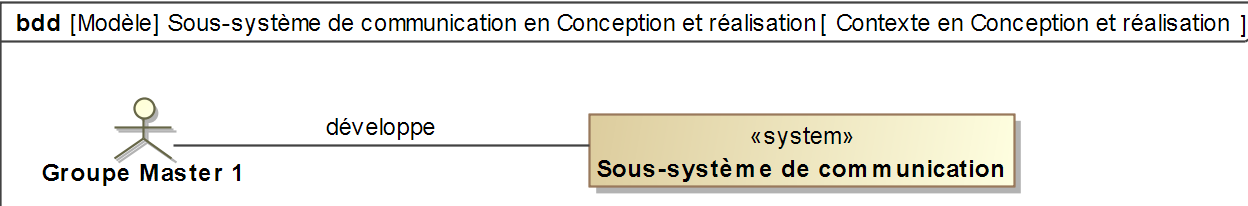 bdd [Modèle] Sous-système de communication en Conception et réalisation[ Contexte en Conception et réalisation ]
développe
«system»
Groupe Master 1
Sous-système de communication